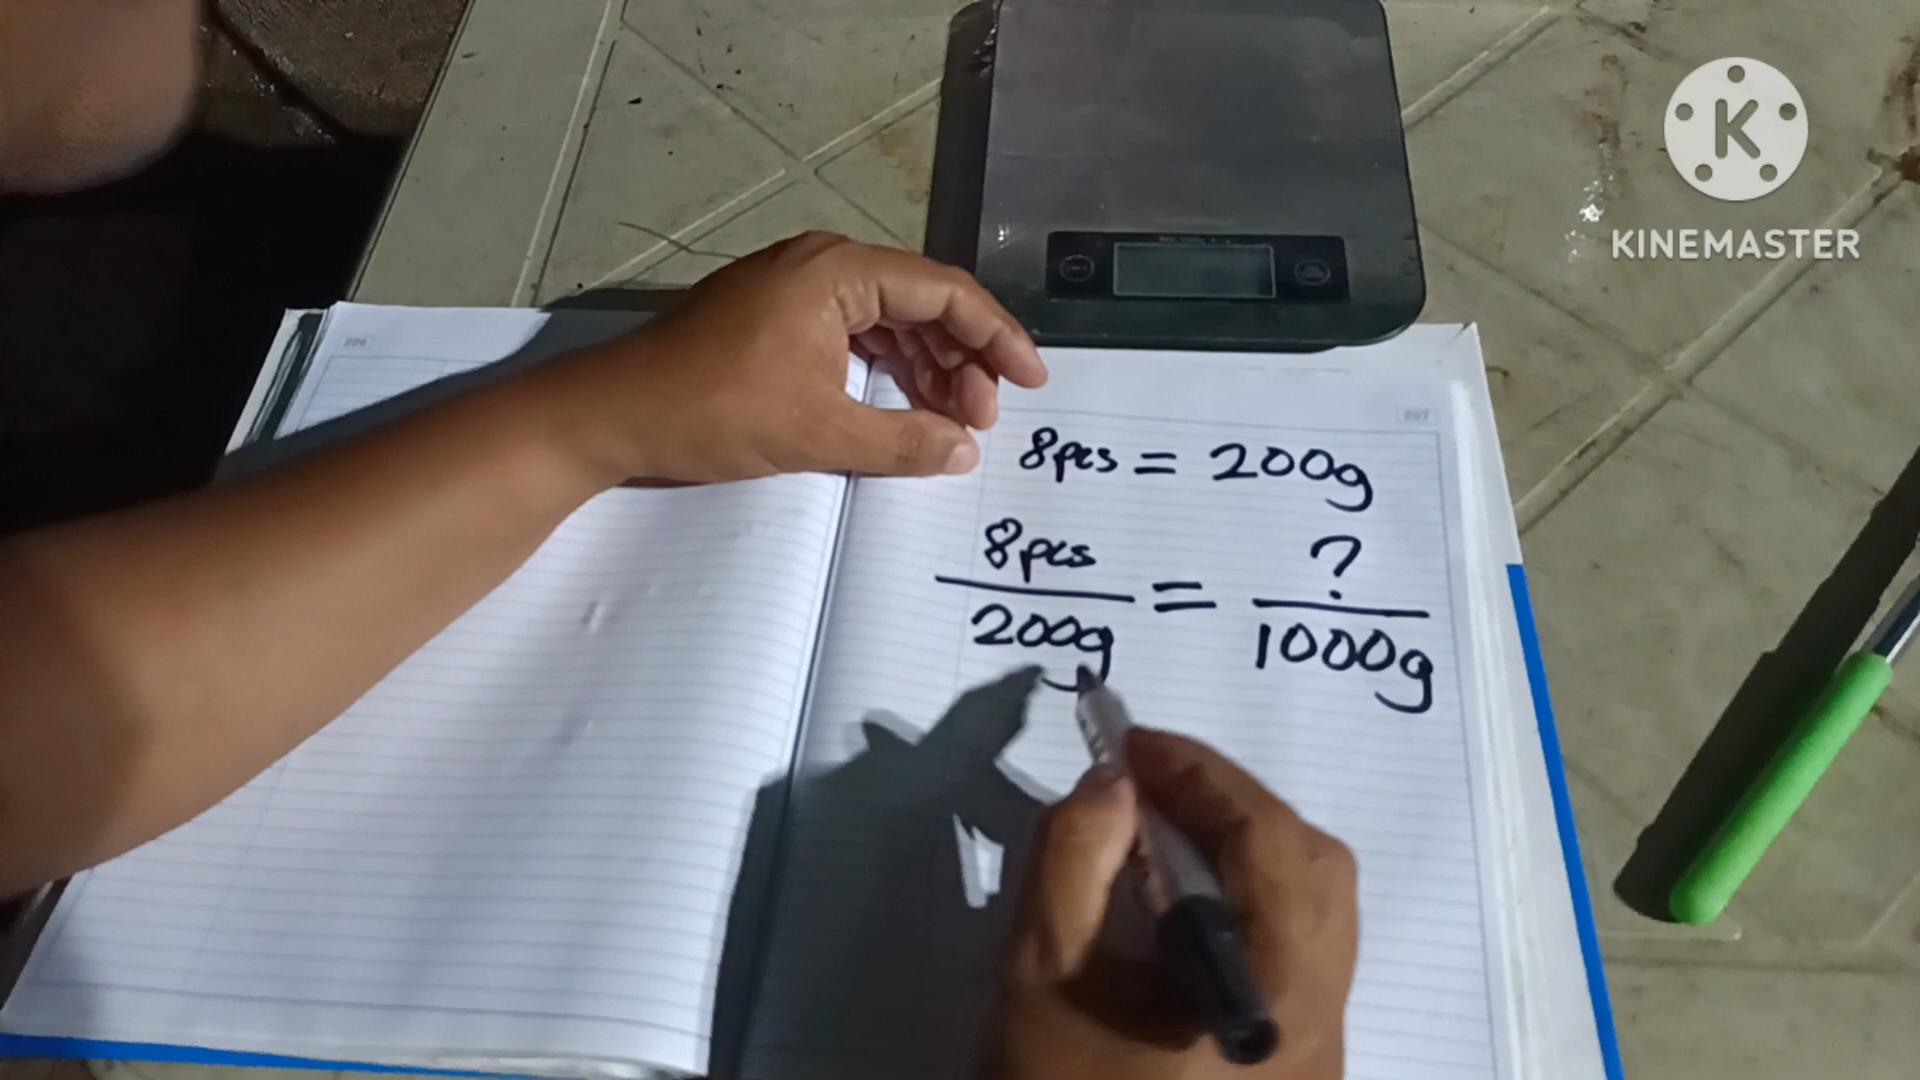 K
KINEMASTER
8pcs = 200g
8pcs/200g = ?/1000g